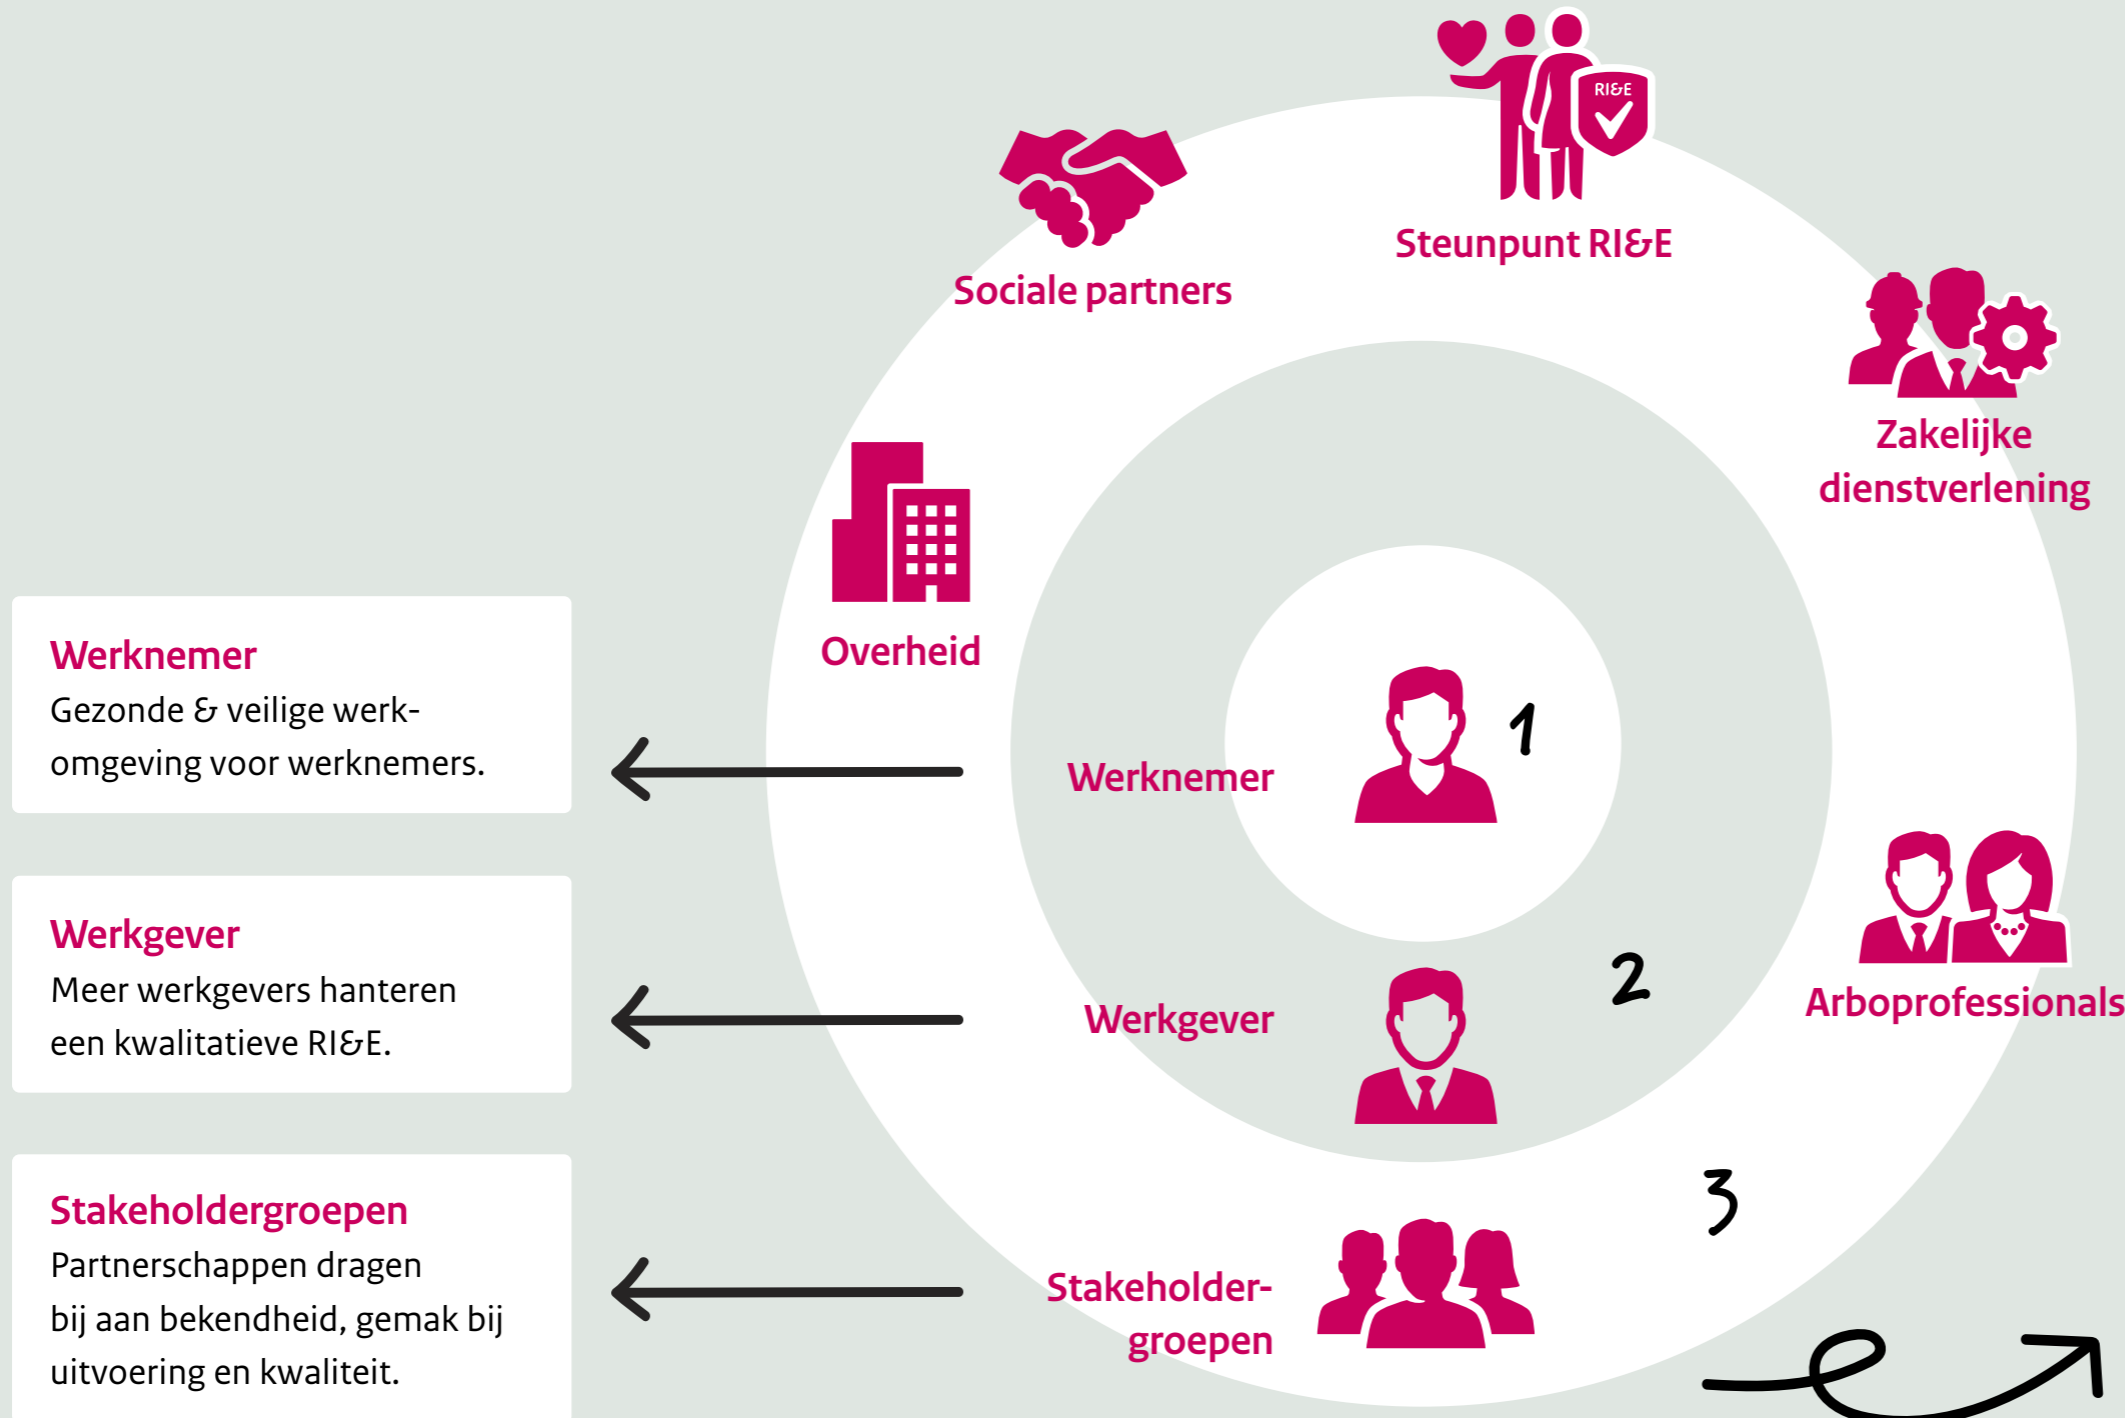 RI&E
Steunpunt RI&E
Sociale partners
Zakelijke
dienstverlening
Overheid
Werknemer
Gezonde & veilige werk-
omgeving voor werknemers.
Werknemer
1
Werkgever
Meer werkgevers hanteren
een kwalitatieve RI&E.
Werkgever
2
Arboprofessionals
Stakeholdergroepen
Partnerschappen dragen
bij aan bekendheid, gemak bij
uitvoering en kwaliteit.
Stakeholder-
groepen
3